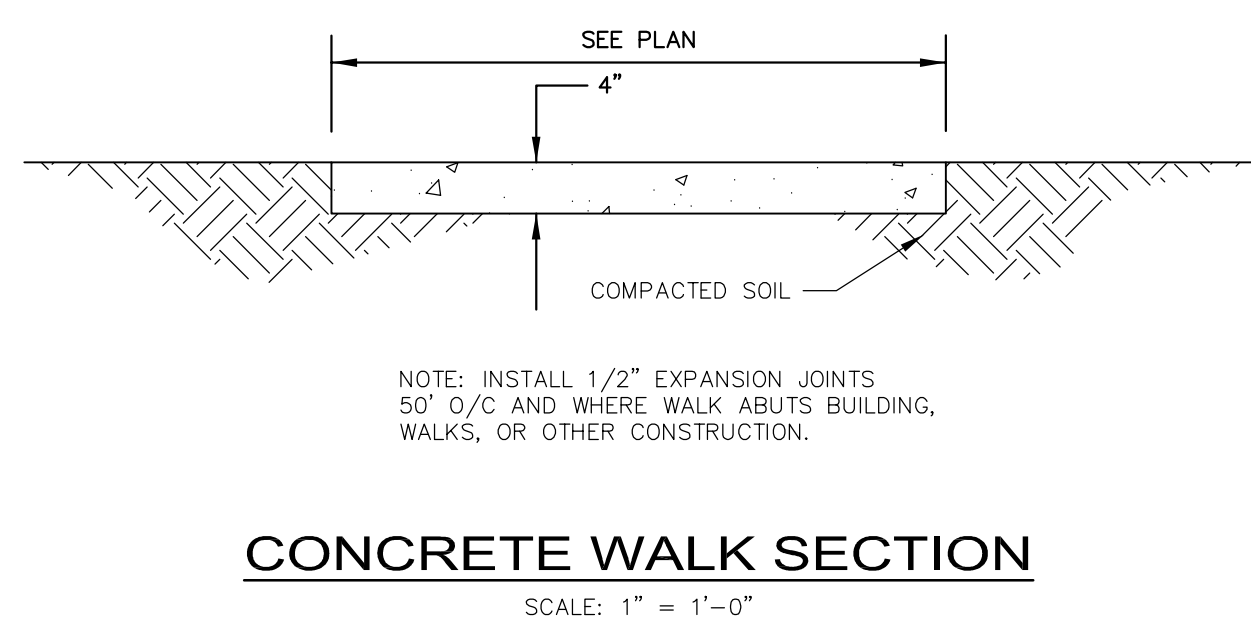 SEE PLAN
4”
COMPACTED SOIL
NOTE: INSTALL 1/2” EXPANSION JOINTS
50' O/C AND WHERE WALK ABUTS BUILDING,
WALKS, OR OTHER CONSTRUCTION.
CONCRETE WALK SECTION
SCALE: 1” = 1'-0”